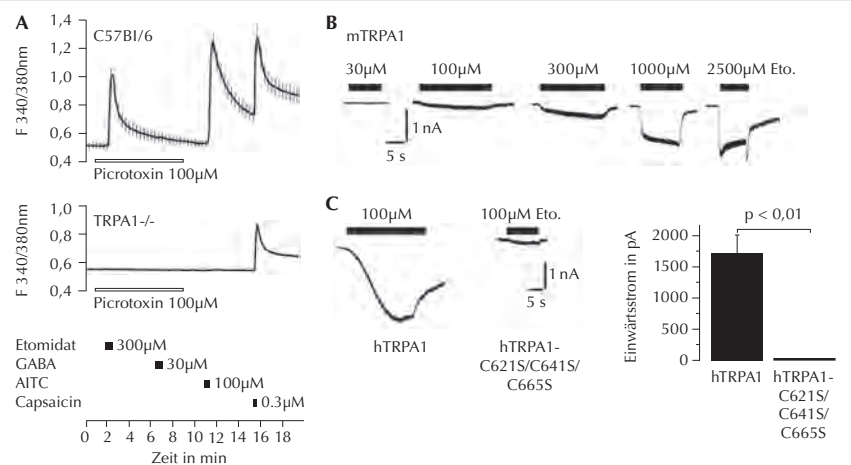 A
1,4
C57Bl/6
1,2
1,0
0,8
0,6
0,4
F 340/380nm
Picrotoxin 100µM
1,0
TRPA1-/-
0,8
0,6
0,4
F 340/380nm
Picrotoxin 100µM
Etomidat 300µM
GABA 30µM
AITC 100µM
Capsaicin 0.3µM
0 2 4 6 8 10 12 14 16 18
Zeit in min
B
mTRPA1
30µM 100µM 300µM 1000µM 2500µM Eto.
1 nA
5 s
C
100µM 100µM Eto.
1 nA
5 s
hTRPA1 hTRPA1-
C621S/C641S/
C665S
p < 0,01
2000
1500
1000
500
0
Einwärtsstrom in pA
hTRPA1 hTRPA1-
C621S/
C641S/
C665S